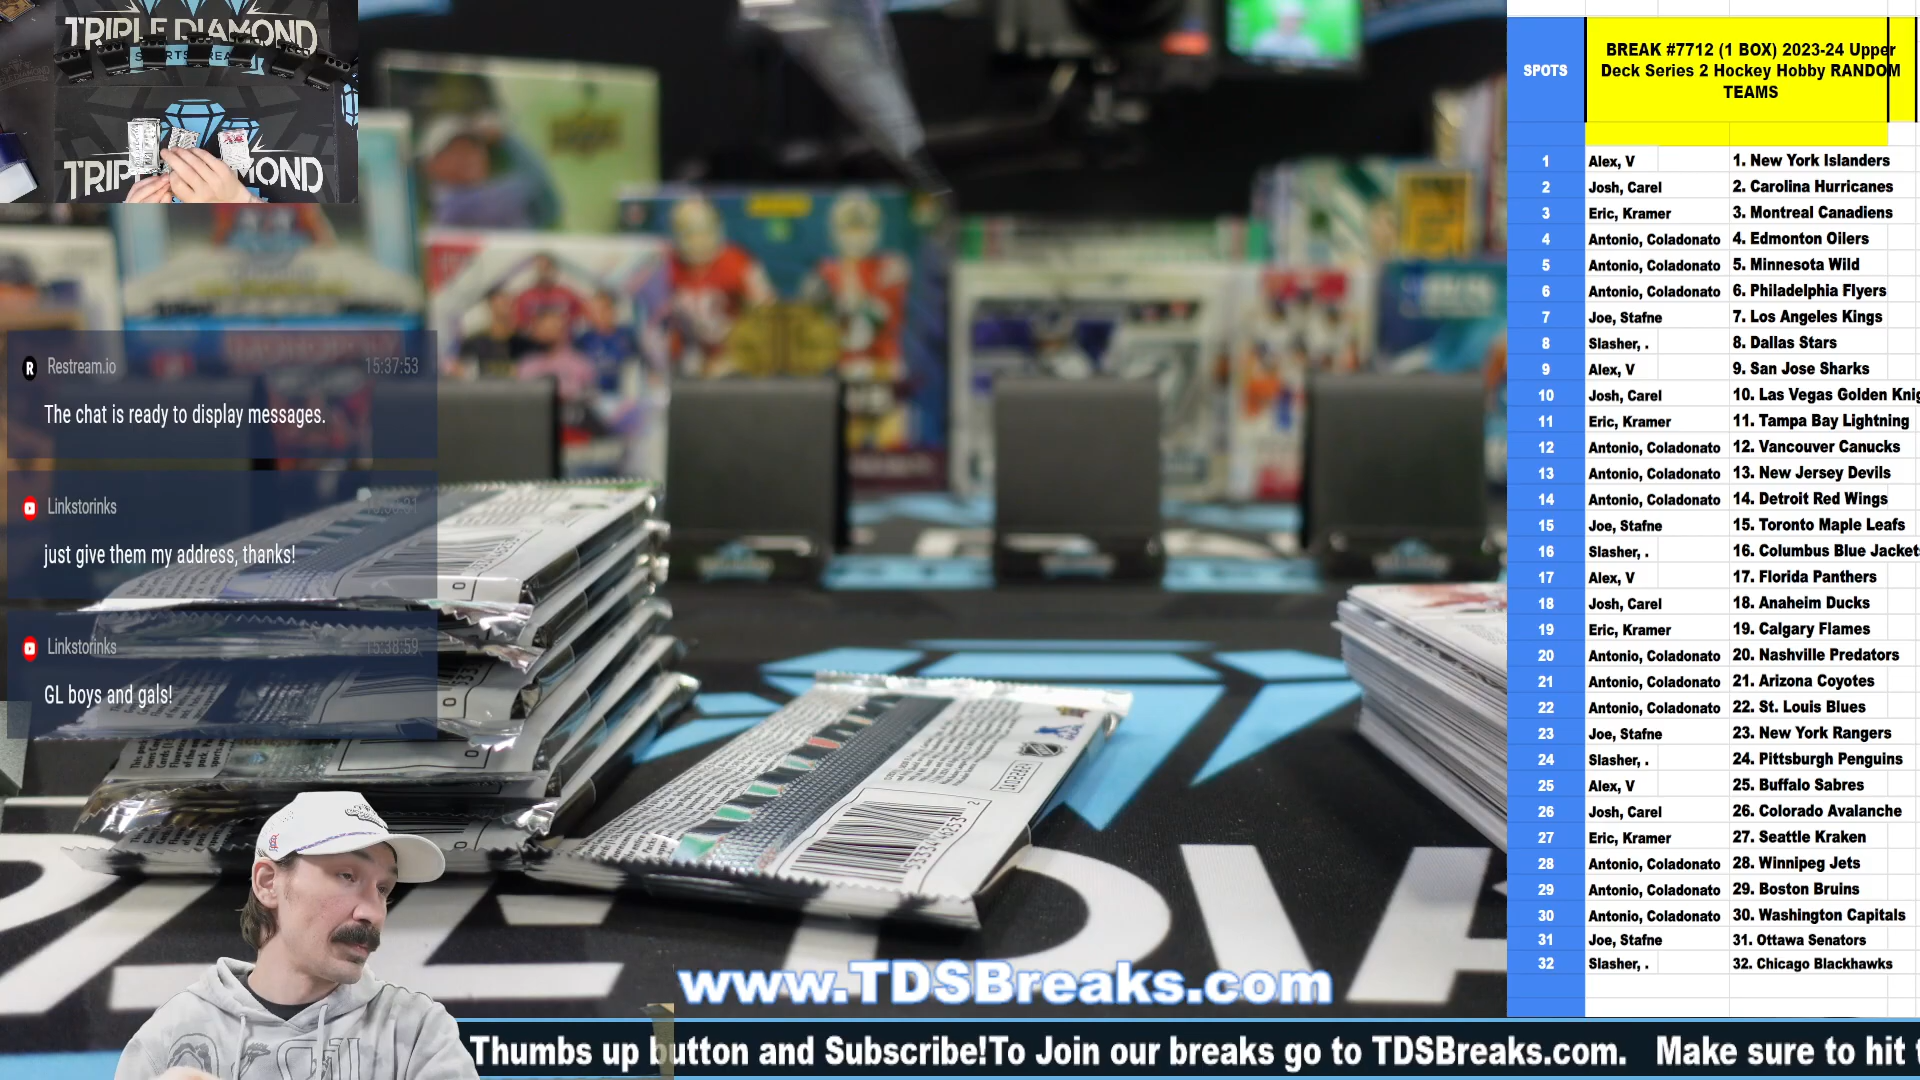 TRIPLE DIAMOND
TRIPLE DIAMOND
Restream.io 15:37:53
The chat is ready to display messages.
Linkstorinks
just give them my address, thanks!
Linkstorinks 15:38:59
GL boys and gals!
www.TDSBreaks.com
Thumbs up button and Subscribe!To Join our breaks go to TDSBreaks.com. Make sure to hit
SPOTS
BREAK #7712 (1 BOX) 2023-24 Upper
Deck Series 2 Hockey Hobby RANDOM
TEAMS
1 Alex, V 1. New York Islanders
2 Josh, Carel 2. Carolina Hurricanes
3 Eric, Kramer 3. Montreal Canadiens
4 Antonio, Coladonato 4. Edmonton Oilers
5 Antonio, Coladonato 5. Minnesota Wild
6 Antonio, Coladonato 6. Philadelphia Flyers
7 Joe, Stafne 7. Los Angeles Kings
8 Slasher, . 8. Dallas Stars
9 Alex, V 9. San Jose Sharks
10 Josh, Carel 10. Las Vegas Golden Knig
11 Eric, Kramer 11. Tampa Bay Lightning
12 Antonio, Coladonato 12. Vancouver Canucks
13 Antonio, Coladonato 13. New Jersey Devils
14 Antonio, Coladonato 14. Detroit Red Wings
15 Joe, Stafne 15. Toronto Maple Leafs
16 Slasher, . 16. Columbus Blue Jackets
17 Alex, V 17. Florida Panthers
18 Josh, Carel 18. Anaheim Ducks
19 Eric, Kramer 19. Calgary Flames
20 Antonio, Coladonato 20. Nashville Predators
21 Antonio, Coladonato 21. Arizona Coyotes
22 Antonio, Coladonato 22. St. Louis Blues
23 Joe, Stafne 23. New York Rangers
24 Slasher, . 24. Pittsburgh Penguins
25 Alex, V 25. Buffalo Sabres
26 Josh, Carel 26. Colorado Avalanche
27 Eric, Kramer 27. Seattle Kraken
28 Antonio, Coladonato 28. Winnipeg Jets
29 Antonio, Coladonato 29. Boston Bruins
30 Antonio, Coladonato 30. Washington Capitals
31 Joe, Stafne 31. Ottawa Senators
32 Slasher, . 32. Chicago Blackhawks